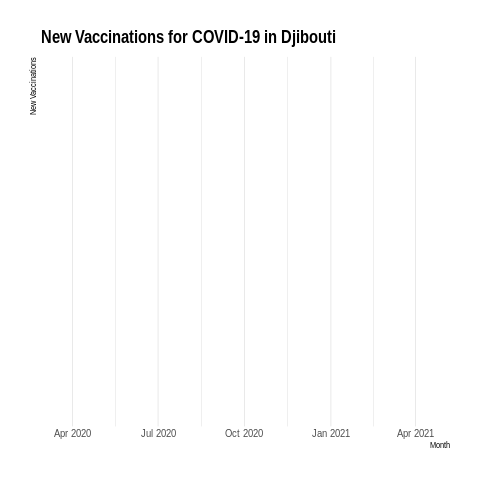 New Vaccinations for COVID-19 in Djibouti
New Vaccinations
Apr 2020 Jul 2020 Oct 2020 Jan 2021 Apr 2021
Month